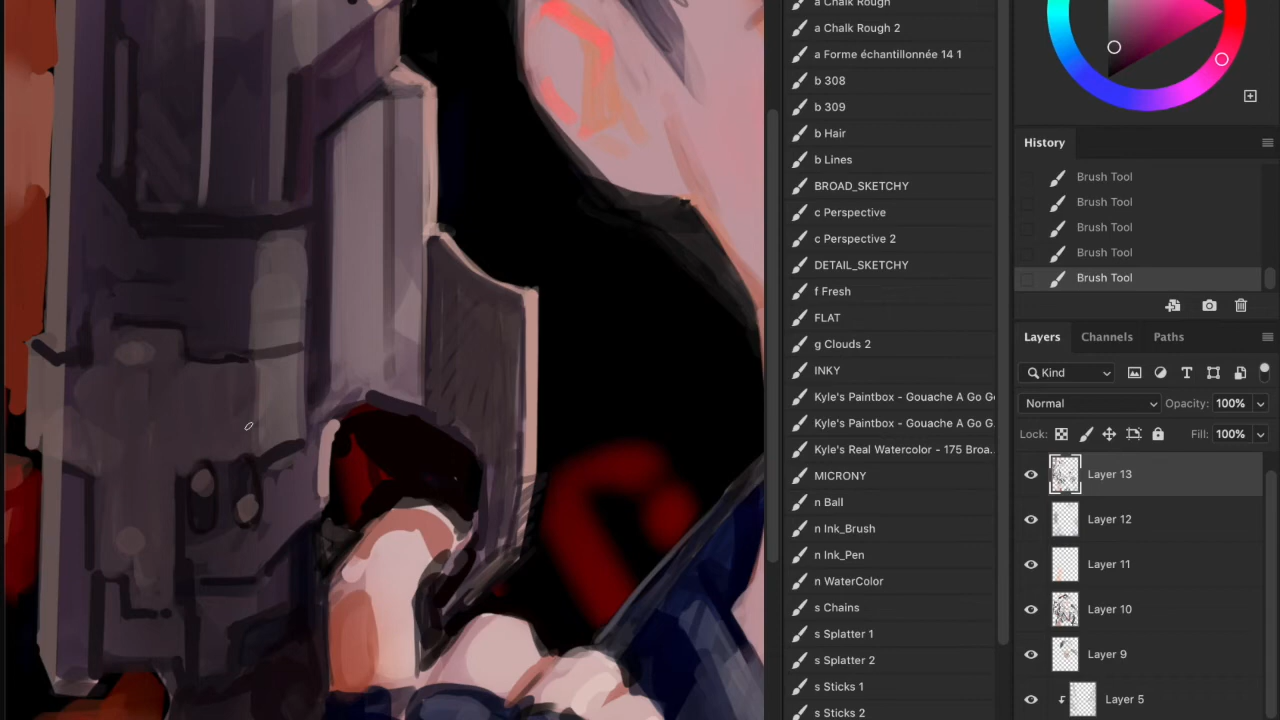 a Chalk Rough
a Chalk Rough 2
a Forme échantillonnée 14 1
b 308
b 309
b Hair
b Lines
BROAD_SKETCHY
c Perspective
c Perspective 2
DETAIL_SKETCHY
f Fresh
FLAT
g Clouds 2
INKY
Kyle's Paintbox - Gouache A Go G
Kyle's Paintbox - Gouache A Go G.
Kyle's Real Watercolor - 175 Broa...
MICRONY
n Ball
n Ink_Brush
n Ink_Pen
n WaterColor
s Chains
s Splatter 1
s Splatter 2
s Sticks 1
s Sticks 2
History
Brush Tool
Brush Tool
Brush Tool
Brush Tool
Brush Tool
Layers Channels Paths
Kind
Normal Opacity: 100%
Lock: Fill: 100%
Layer 13
Layer 12
Layer 11
Layer 10
Layer 9
Layer 5